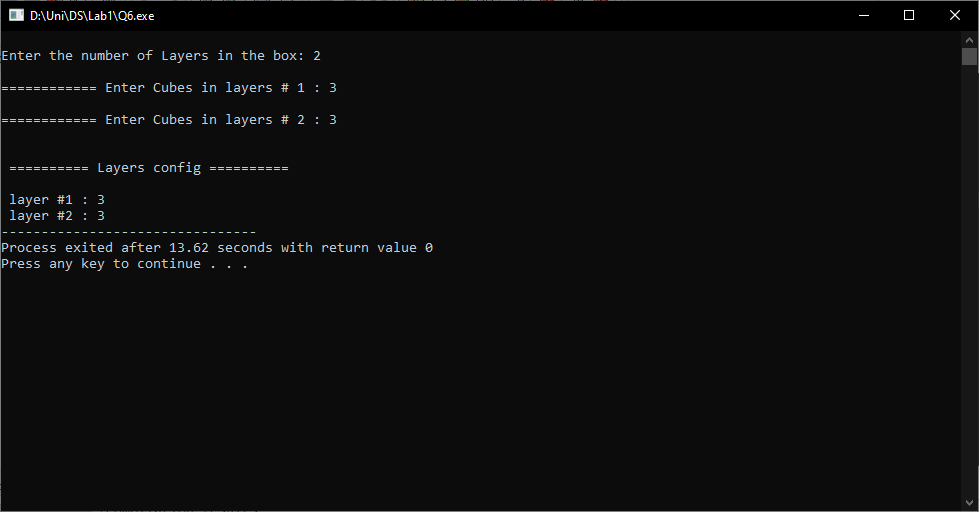 D:\Uni\DS\Lab1\Q6.exe
Enter the number of Layers in the box: 2
============ Enter Cubes in layers # 1 : 3
============ Enter Cubes in layers # 2 : 3
========== Layers config ==========
layer #1 : 3
layer #2 : 3
--------------------------------
Process exited after 13.62 seconds with return value 0
Press any key to continue . . .